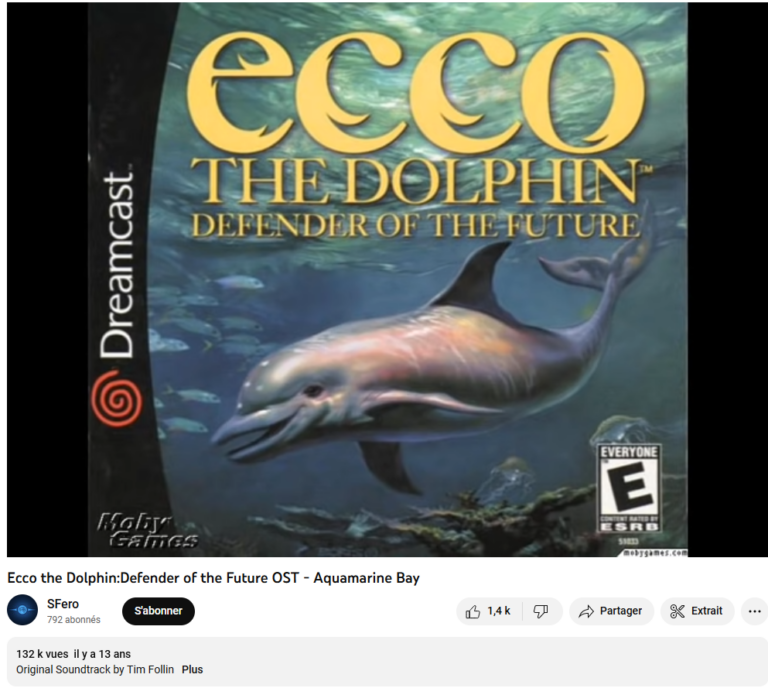 ecco
THE DOLPHIN™
DEFENDER OF THE FUTURE
Dreamcast
EVERYONE
E
CONTENT RATED BY
ESRB
Moby
Games
mobygames.com
Ecco the Dolphin:Defender of the Future OST - Aquamarine Bay
SFero
792 abonnés
S'abonner
1,4 k
Partager
Extrait
132 k vues il y a 13 ans
Original Soundtrack by Tim Follin Plus